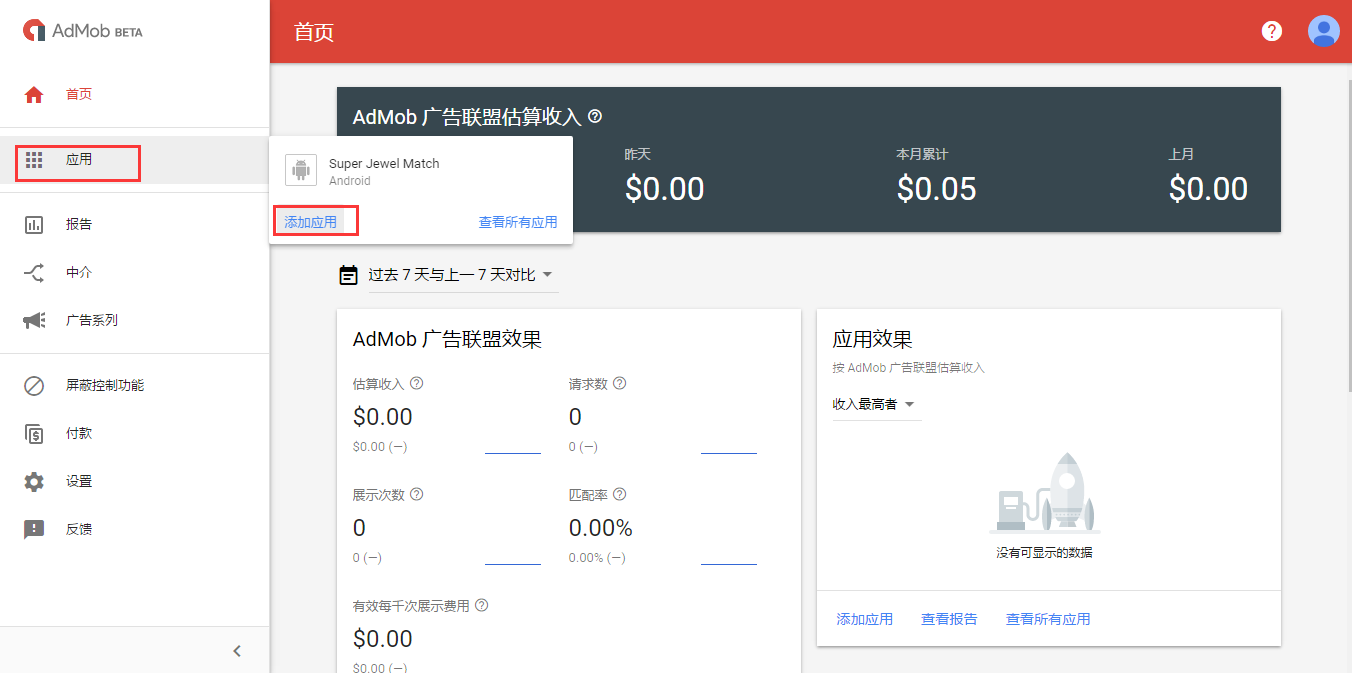 AdMob BETA
首页
首页
应用
报告
中介
广告系列
屏蔽控制功能
付款
设置
反馈
AdMob 广告联盟估算收入
昨天
本月累计
上月
$0.00
$0.05
$0.00
Super Jewel Match
Android
添加应用
查看所有应用
过去 7 天与上一 7 天对比
AdMob 广告联盟效果
估算收入
请求数
$0.00
0
$0.00 (—)
0 (—)
展示次数
匹配率
0
0.00%
0 (—)
0.00% (—)
有效每千次展示费用
$0.00
$0.00 (—)
应用效果
按 AdMob 广告联盟估算收入
收入最高者
没有可显示的数据
添加应用
查看报告
查看所有应用